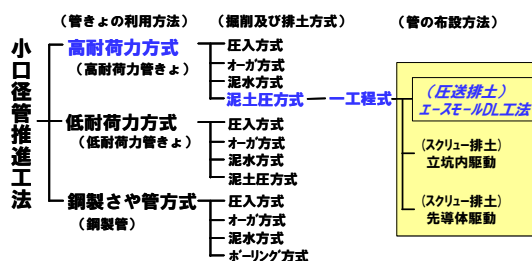 (管きょの利用方法)
(掘削及び排土方式)
(管の布設方法)
小口径管推進工法
高耐荷力方式
(高耐荷力管きょ)
圧入方式
オーガ方式
泥水方式
泥土圧方式
一工程式
(圧送排土)
エースモールDL工法
(スクリュー排土)
立坑内駆動
(スクリュー排土)
先導体駆動
低耐荷力方式
(低耐荷力管きょ)
圧入方式
オーガ方式
泥水方式
泥土圧方式
鋼製さや管方式
(鋼製管)
圧入方式
オーガ方式
泥水方式
ボーリング方式